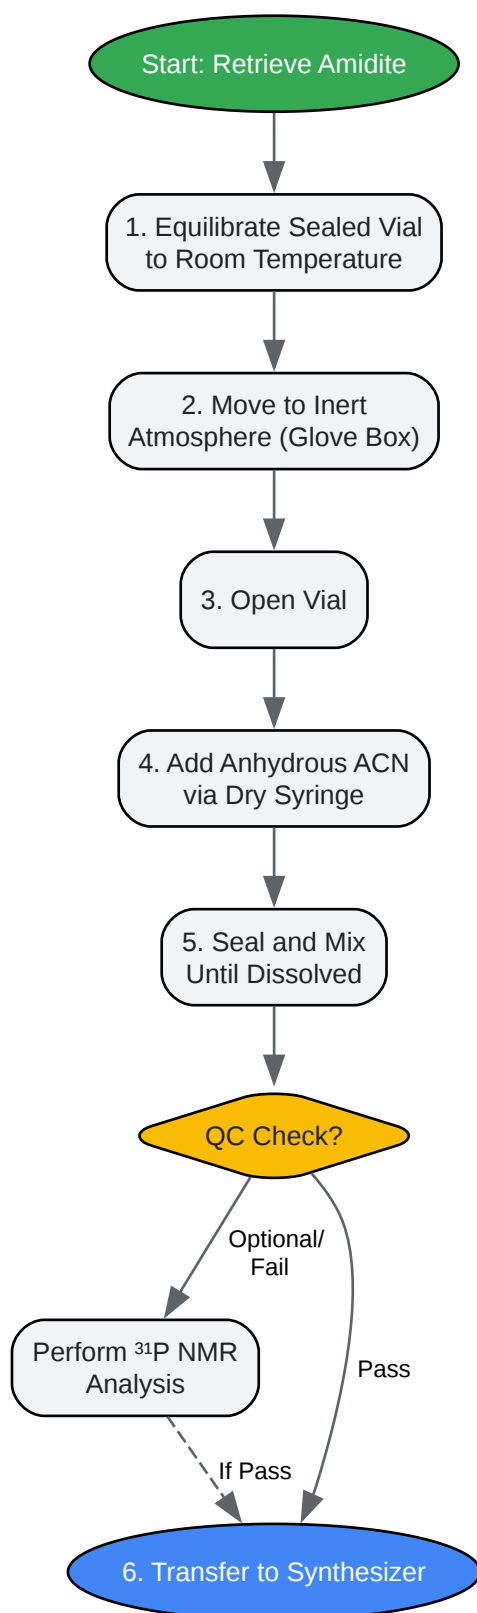 Start: Retrieve Amidite
1. Equilibrate Sealed Vial
to Room Temperature
2. Move to Inert
Atmosphere (Glove Box)
3. Open Vial
4. Add Anhydrous ACN
via Dry Syringe
5. Seal and Mix
Until Dissolved
QC Check?
Optional/
Fail
Perform ³¹P NMR
Analysis
Pass
If Pass
6. Transfer to Synthesizer